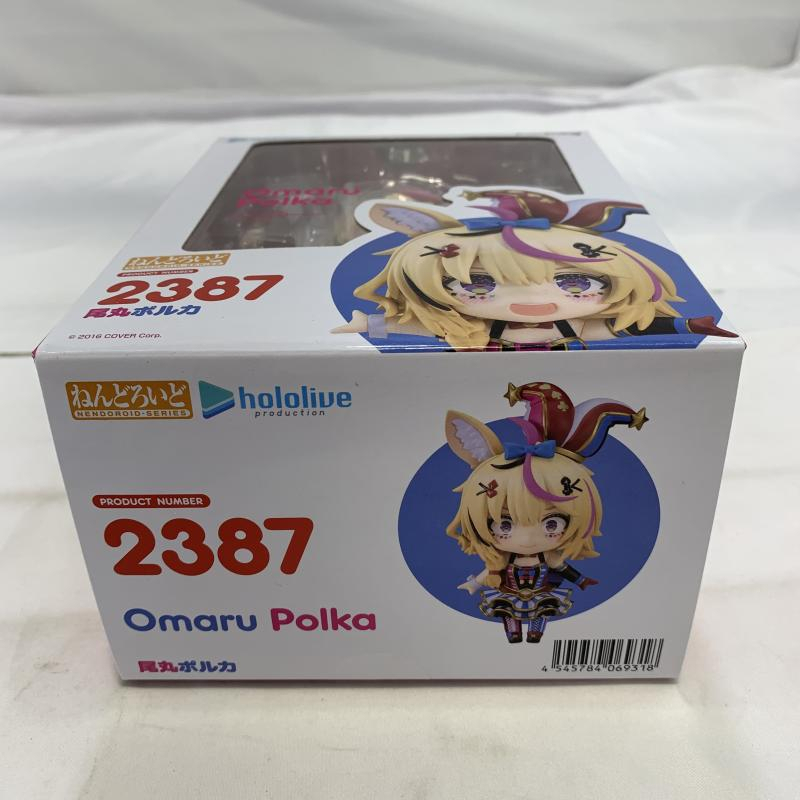 Omaru
Polka
ねんどろいど
PRODUCT NUMBER
2387
尾丸ポルカ
© 2016 COVER Corp.
ねんどろいど
NENDOROID-SERIES
hololive
production
PRODUCT NUMBER
2387
Omaru Polka
尾丸ポルカ
4 545784 069318